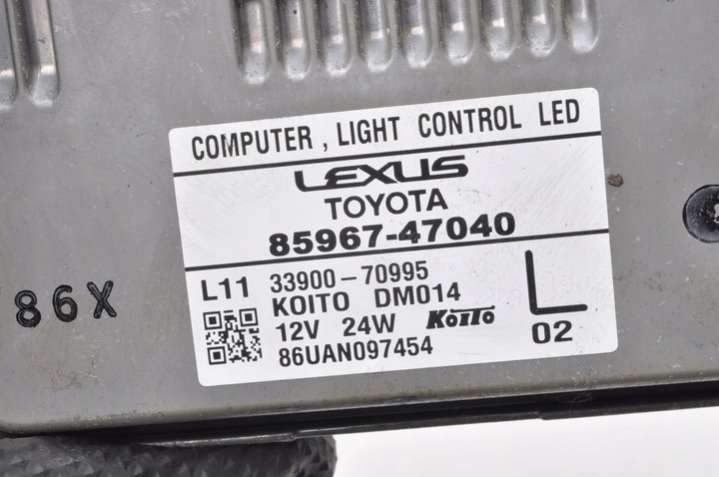 COMPUTER , LIGHT CONTROL LED
LEXUS
TOYOTA
85967-47040
L11 33900-70995
KOITO DM014
12V 24W KOITO
86UAN097454
L
02
86X